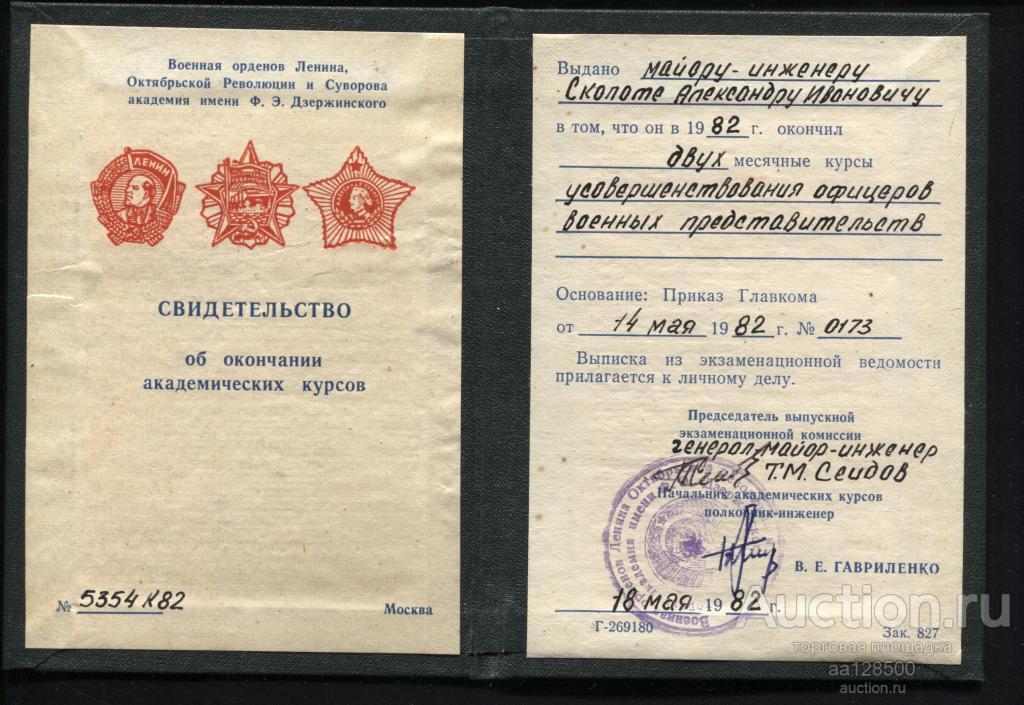 Военная орденов Ленина,
Октябрьской Революции и Суворова
академия имени Ф. Э. Дзержинского
ЛЕНИН
СВИДЕТЕЛЬСТВО
об окончании
академических курсов
№ 5354К82 Москва
Выдано майору-инженеру
Сколоте Александру Ивановичу
в том, что он в 1982 г. окончил
двух месячные курсы
усовершенствования офицеров
военных представительств
Основание: Приказ Главкома
от 14 мая 1982 г. № 0173
Выписка из экзаменационной ведомости
прилагается к личному делу.
Председатель выпускной
экзаменационной комиссии
генерал майор-инженер
Т.М. Сеидов
Начальник академических курсов
полковник-инженер
В. Е. ГАВРИЛЕНКО
18 мая 1982 г.
Г-269180 Зак. 827
Auction.ru
торговая площадка
aa128500
auction.ru